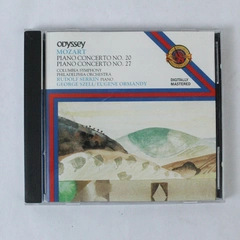 odyssey
MOZART
PIANO CONCERTO NO. 20
PIANO CONCERTO NO. 27
COLUMBIA SYMPHONY
PHILADELPHIA ORCHESTRA
RUDOLF SERKIN PIANO
GEORGE SZELL/EUGENE ORMANDY
DIGITALLY
MASTERED